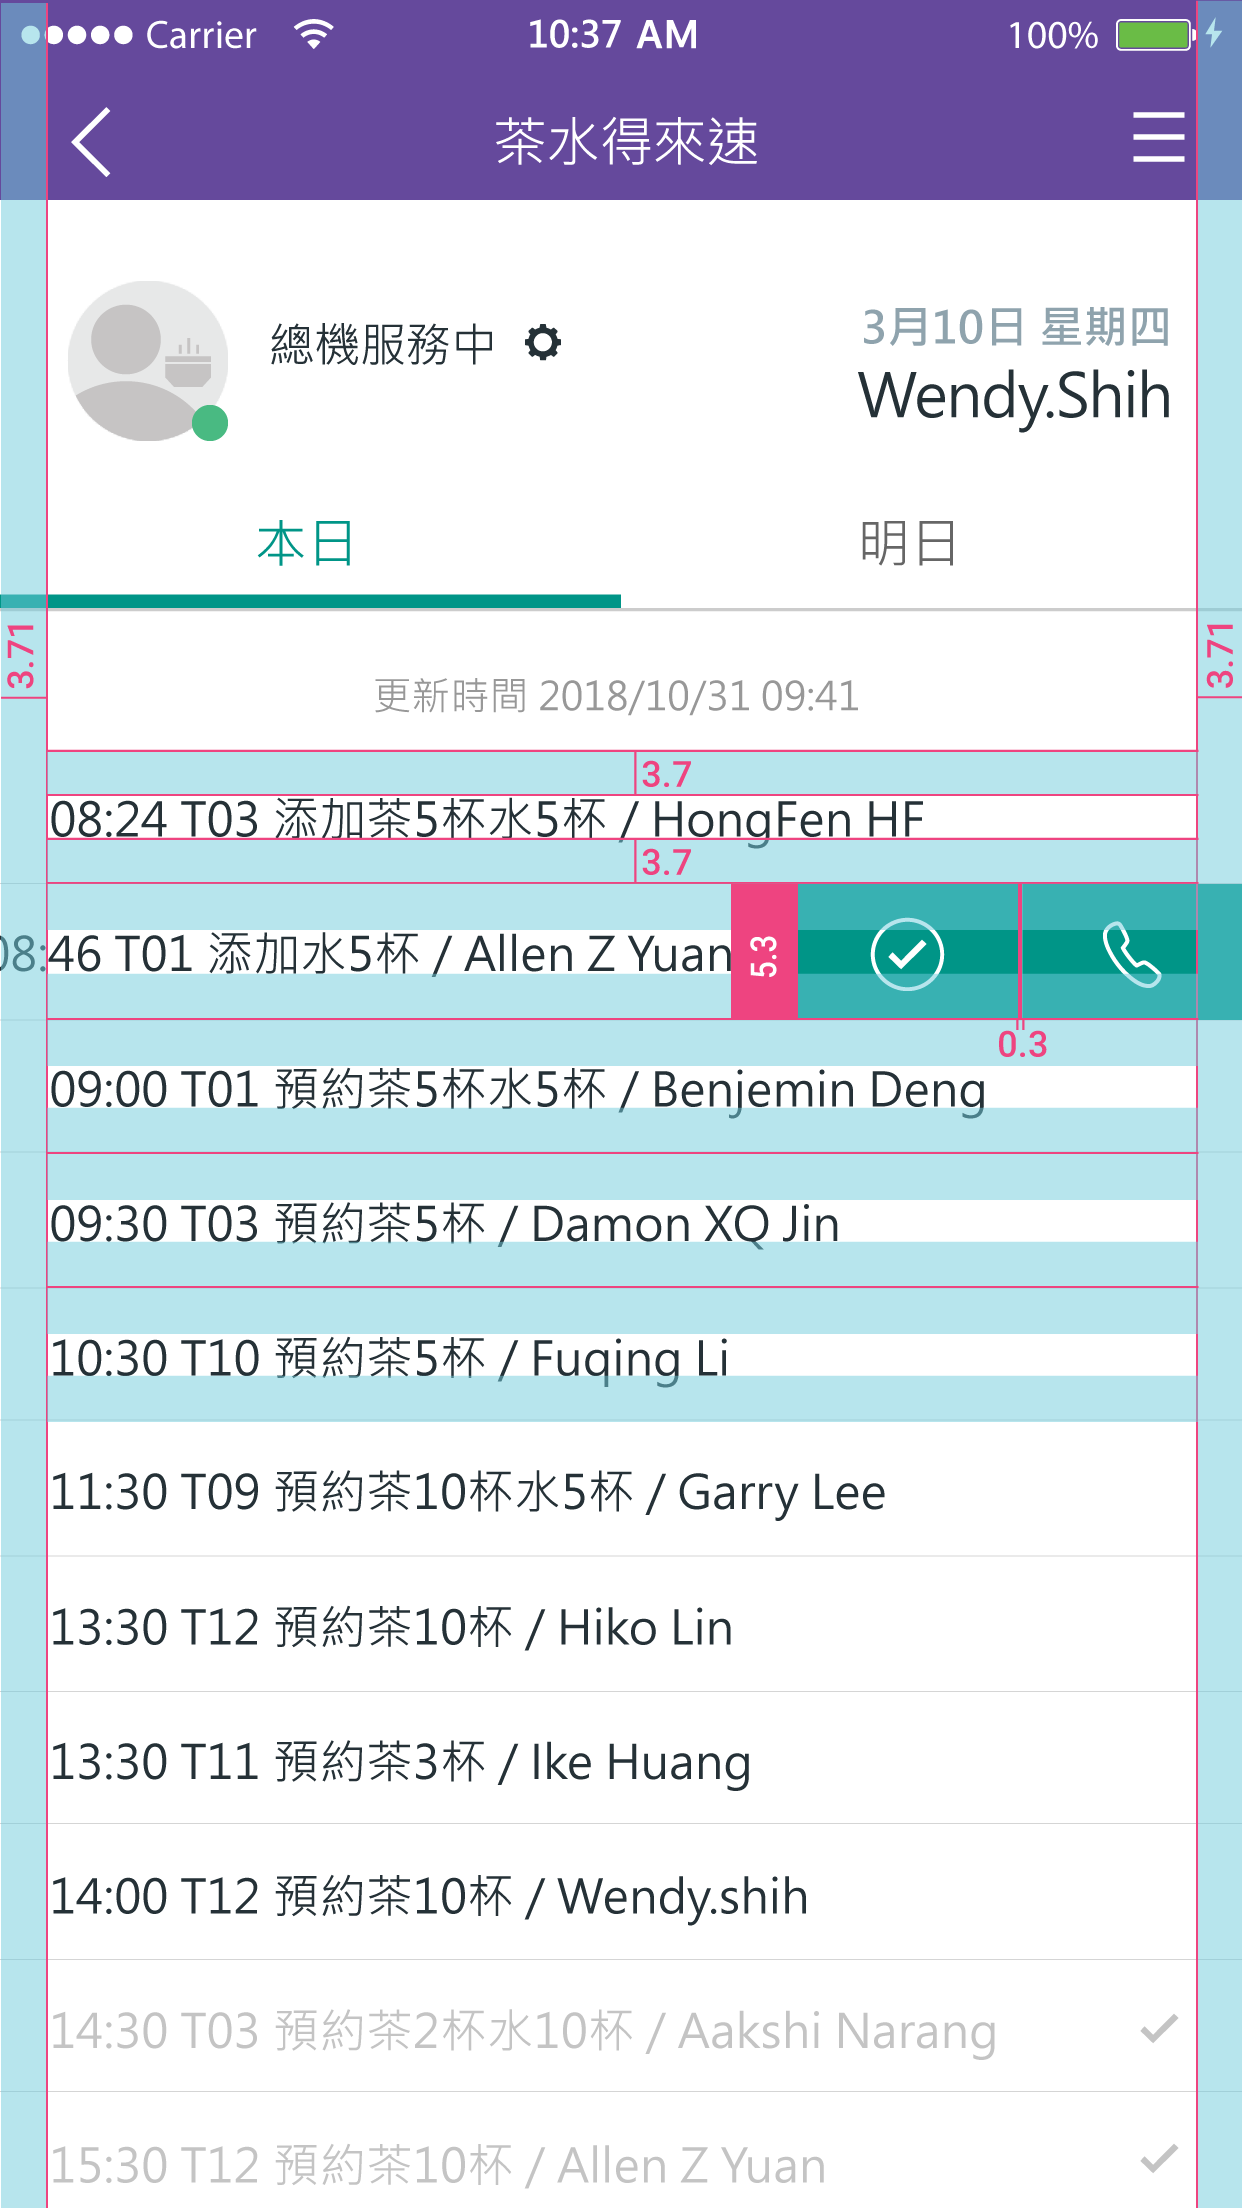 Carrier 10:37 AM 100%
茶水得來速
總機服務中
3月10日 星期四
Wendy.Shih
本日 明日
3.71 3.71
更新時間 2018/10/31 09:41
3.7
08:24 T03 添加茶5杯水5杯 / HongFen HF
3.7
08:46 T01 添加水5杯 / Allen Z Yuan 5.3
0.3
09:00 T01 預約茶5杯水5杯 / Benjemin Deng
09:30 T03 預約茶5杯 / Damon XQ Jin
10:30 T10 預約茶5杯 / Fuqing Li
11:30 T09 預約茶10杯水5杯 / Garry Lee
13:30 T12 預約茶10杯 / Hiko Lin
13:30 T11 預約茶3杯 / Ike Huang
14:00 T12 預約茶10杯 / Wendy.shih
14:30 T03 預約茶2杯水10杯 / Aakshi Narang
15:30 T12 預約茶10杯 / Allen Z Yuan